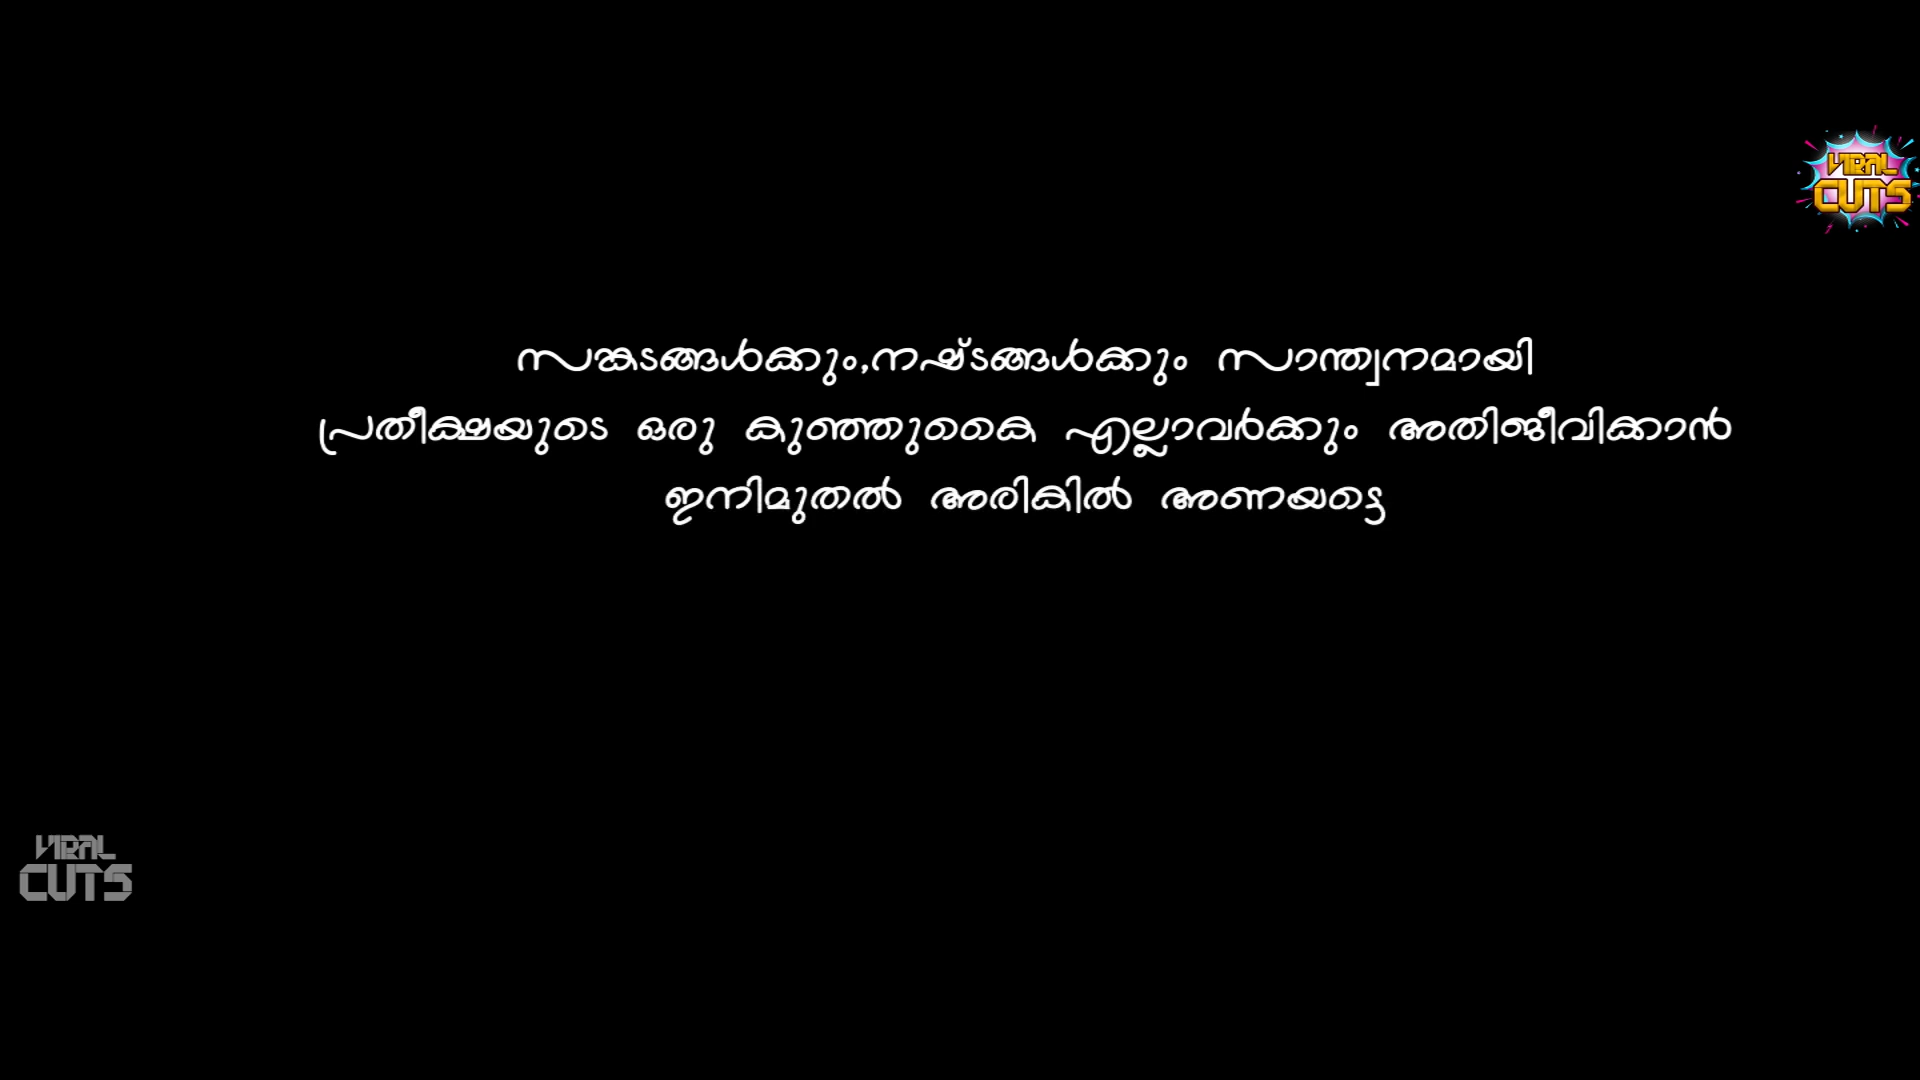 VIRAL
CUTS
സങ്കടങ്ങൾക്കും,നഷ്ടങ്ങൾക്കും സാന്ത്വനമായി
പ്രതീക്ഷയുടെ ഒരു കുഞ്ഞുകൈ എല്ലാവർക്കും അതിജീവിക്കാൻ
ഇനിമുതൽ അരികിൽ അണയട്ടെ
VIRAL
CUTS